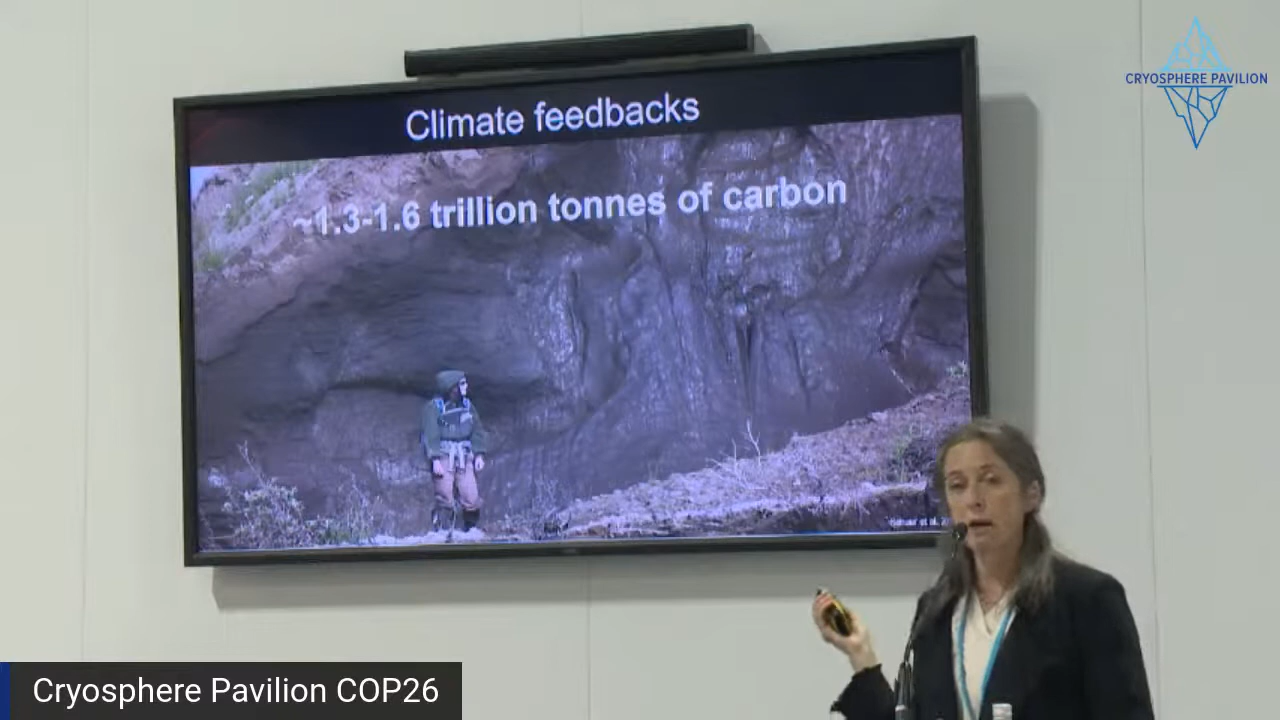 Climate feedbacks
CRYOSPHERE PAVILION
~1.3-1.6 trillion tonnes of carbon
Cryosphere Pavilion COP26